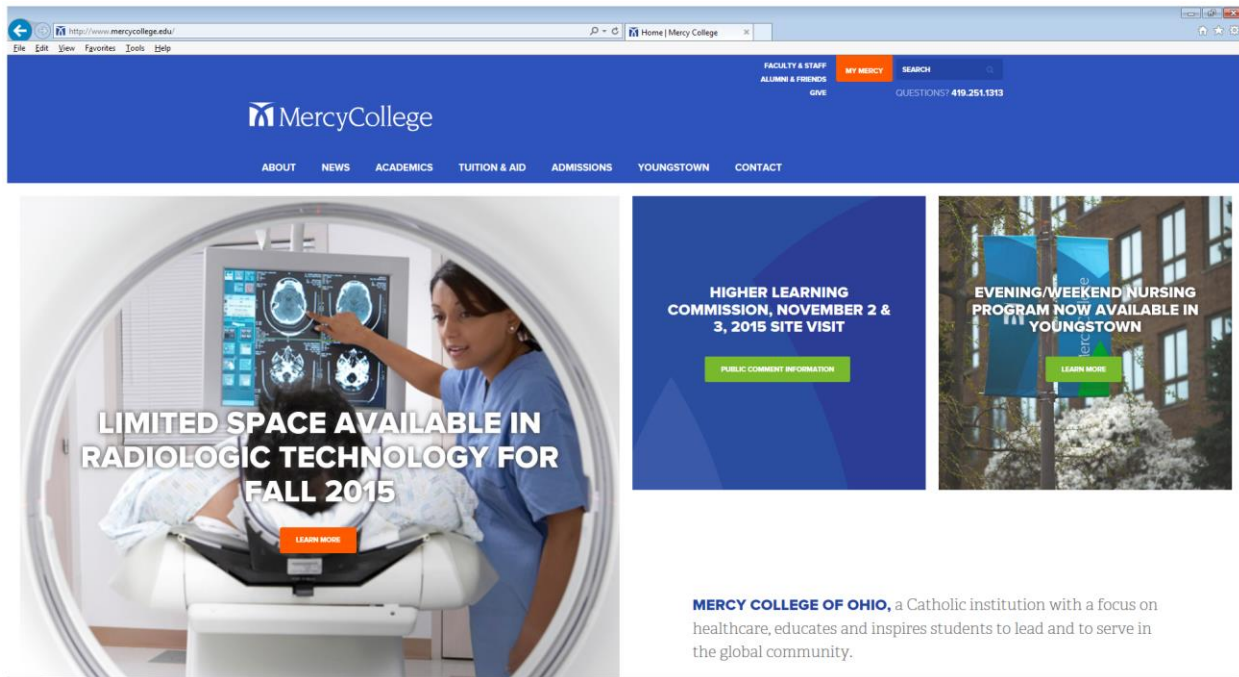 http://www.mercycollege.edu/
Home | Mercy College
File Edit View Favorites Tools Help
FACULTY & STAFF
ALUMNI & FRIENDS
GIVE
MY MERCY
SEARCH
QUESTIONS? 419.251.1313
MercyCollege
ABOUT NEWS ACADEMICS TUITION & AID ADMISSIONS YOUNGSTOWN CONTACT
LIMITED SPACE AVAILABLE IN
RADIOLOGIC TECHNOLOGY FOR
FALL 2015
LEARN MORE
HIGHER LEARNING
COMMISSION, NOVEMBER 2 &
3, 2015 SITE VISIT
PUBLIC COMMENT INFORMATION
EVENING/WEEKEND NURSING
PROGRAM NOW AVAILABLE IN
YOUNGSTOWN
LEARN MORE
MERCY COLLEGE OF OHIO, a Catholic institution with a focus on
healthcare, educates and inspires students to lead and to serve in
the global community.